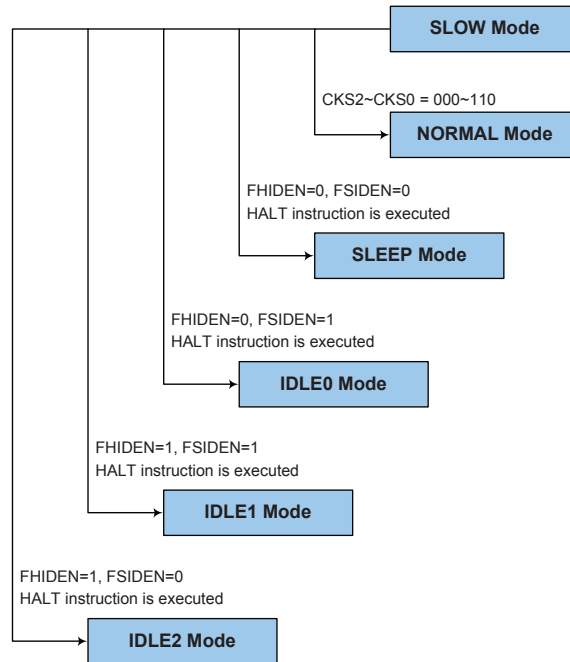 SLOW Mode
CKS2~CKS0 = 000~110
NORMAL Mode
FHIDEN=0, FSIDEN=0
HALT instruction is executed
SLEEP Mode
FHIDEN=0, FSIDEN=1
HALT instruction is executed
IDLE0 Mode
FHIDEN=1, FSIDEN=1
HALT instruction is executed
IDLE1 Mode
FHIDEN=1, FSIDEN=0
HALT instruction is executed
IDLE2 Mode